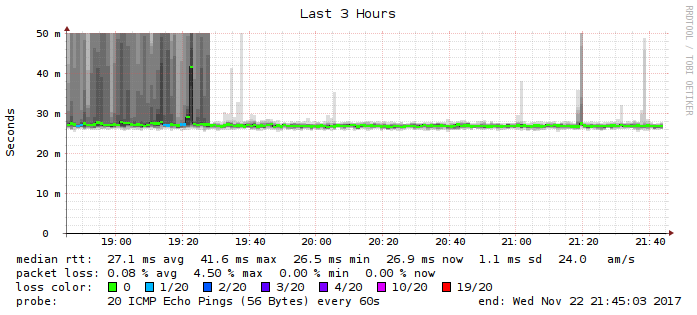 Last 3 Hours
RRDTOOL / TOBI OETIKER
Seconds
50 m
40 m
30 m
20 m
10 m
0
19:00 19:20 19:40 20:00 20:20 20:40 21:00 21:20 21:40
median rtt: 27.1 ms avg 41.6 ms max 26.5 ms min 26.9 ms now 1.1 ms sd 24.0 am/s
packet loss: 0.08 % avg 4.50 % max 0.00 % min 0.00 % now
loss color: 0 1/20 2/20 3/20 4/20 10/20 19/20
probe: 20 ICMP Echo Pings (56 Bytes) every 60s end: Wed Nov 22 21:45:03 2017